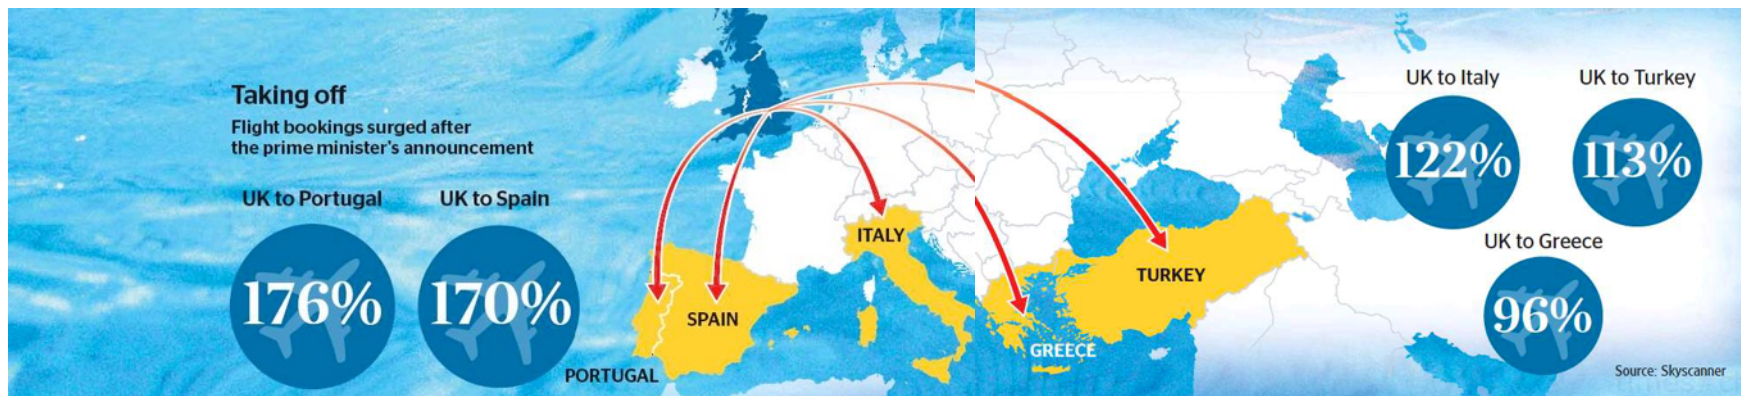 Taking off
Flight bookings surged after
the prime minister's announcement
UK to Portugal
176%
UK to Spain
170%
PORTUGAL
SPAIN
ITALY
GREECE
TURKEY
UK to Italy
122%
UK to Turkey
113%
UK to Greece
96%
Source: Skyscanner